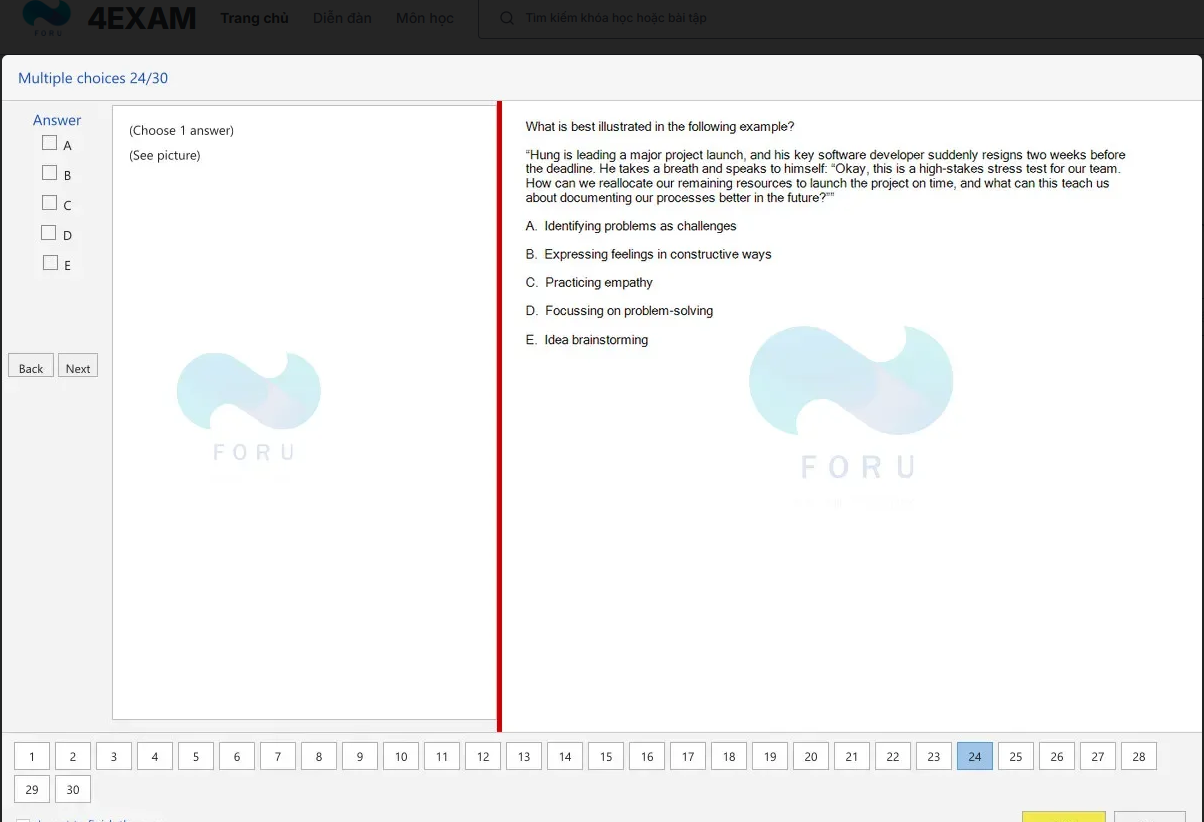 FORU
4EXAM
Trang chủ
Diễn đàn
Môn học
Tìm kiếm khóa học hoặc bài tập
Multiple choices 24/30
Answer
A
B
C
D
E
Back
Next
(Choose 1 answer)
(See picture)
FORU
What is best illustrated in the following example?
“Hung is leading a major project launch, and his key software developer suddenly resigns two weeks before
the deadline. He takes a breath and speaks to himself: “Okay, this is a high-stakes stress test for our team.
How can we reallocate our remaining resources to launch the project on time, and what can this teach us
about documenting our processes better in the future?””
A. Identifying problems as challenges
B. Expressing feelings in constructive ways
C. Practicing empathy
D. Focussing on problem-solving
E. Idea brainstorming
FORU
1 2 3 4 5 6 7 8 9 10 11 12 13 14 15 16 17 18 19 20 21 22 23 24 25 26 27 28
29 30